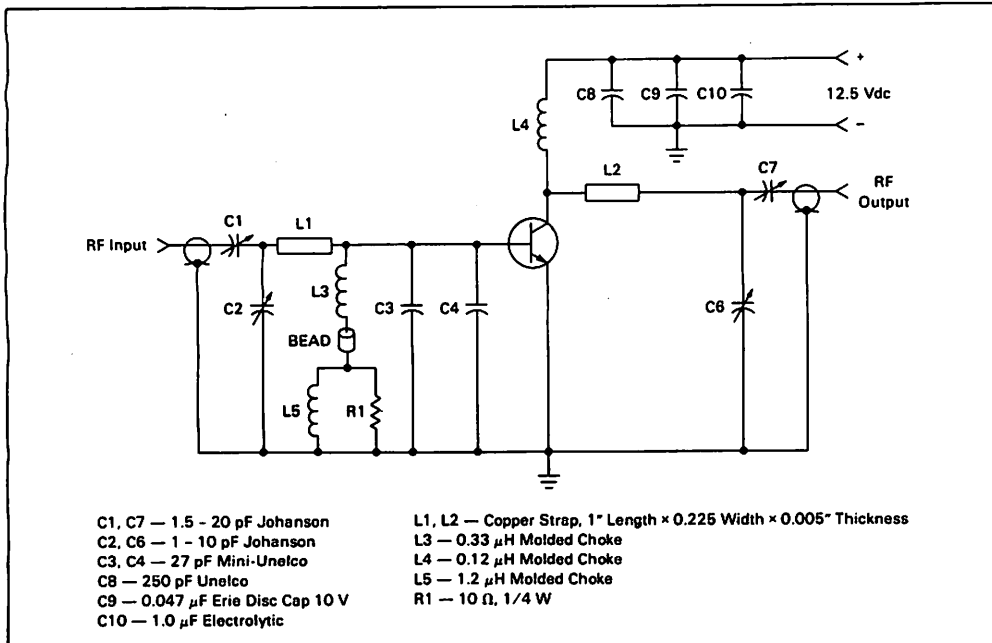 +
C8
C9
C10
12.5 Vdc
L4
−
C7
L2
RF
Output
C1
L1
RF Input
L3
C2
C3
C4
C6
BEAD
L5
R1
C1, C7 — 1.5 - 20 pF Johanson
C2, C6 — 1 - 10 pF Johanson
C3, C4 — 27 pF Mini-Unelco
C8 — 250 pF Unelco
C9 — 0.047 μF Erie Disc Cap 10 V
C10 — 1.0 μF Electrolytic
L1, L2 — Copper Strap, 1″ Length × 0.225 Width × 0.005″ Thickness
L3 — 0.33 μH Molded Choke
L4 — 0.12 μH Molded Choke
L5 — 1.2 μH Molded Choke
R1 — 10 Ω, 1/4 W